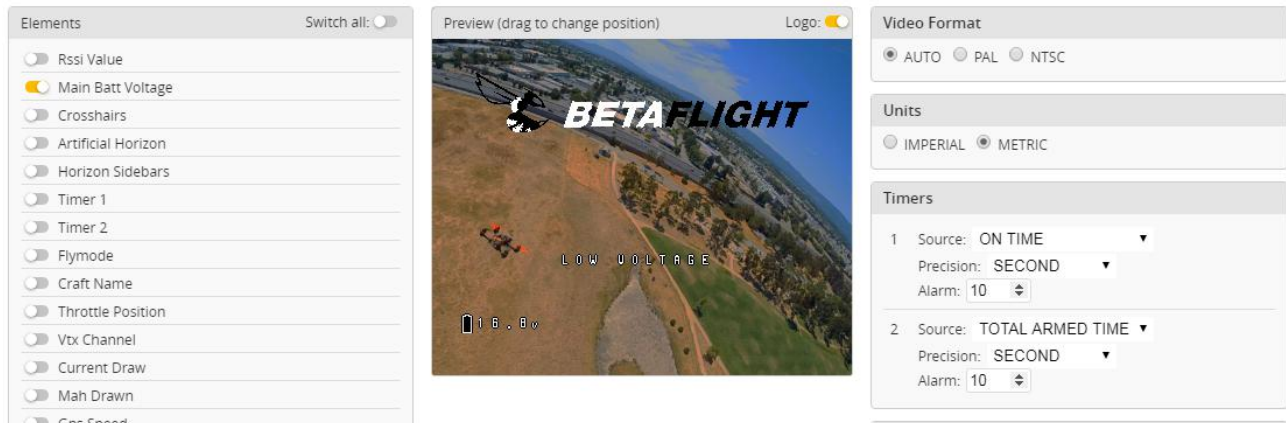 Elements Switch all:
Rssi Value
Main Batt Voltage
Crosshairs
Artificial Horizon
Horizon Sidebars
Timer 1
Timer 2
Flymode
Craft Name
Throttle Position
Vtx Channel
Current Draw
Mah Drawn
Gps Speed
Preview (drag to change position) Logo:
BETAFLIGHT
LOW VOLTAGE
16.8v
Video Format
AUTO PAL NTSC
Units
IMPERIAL METRIC
Timers
1 Source: ON TIME
Precision: SECOND
Alarm: 10
2 Source: TOTAL ARMED TIME
Precision: SECOND
Alarm: 10